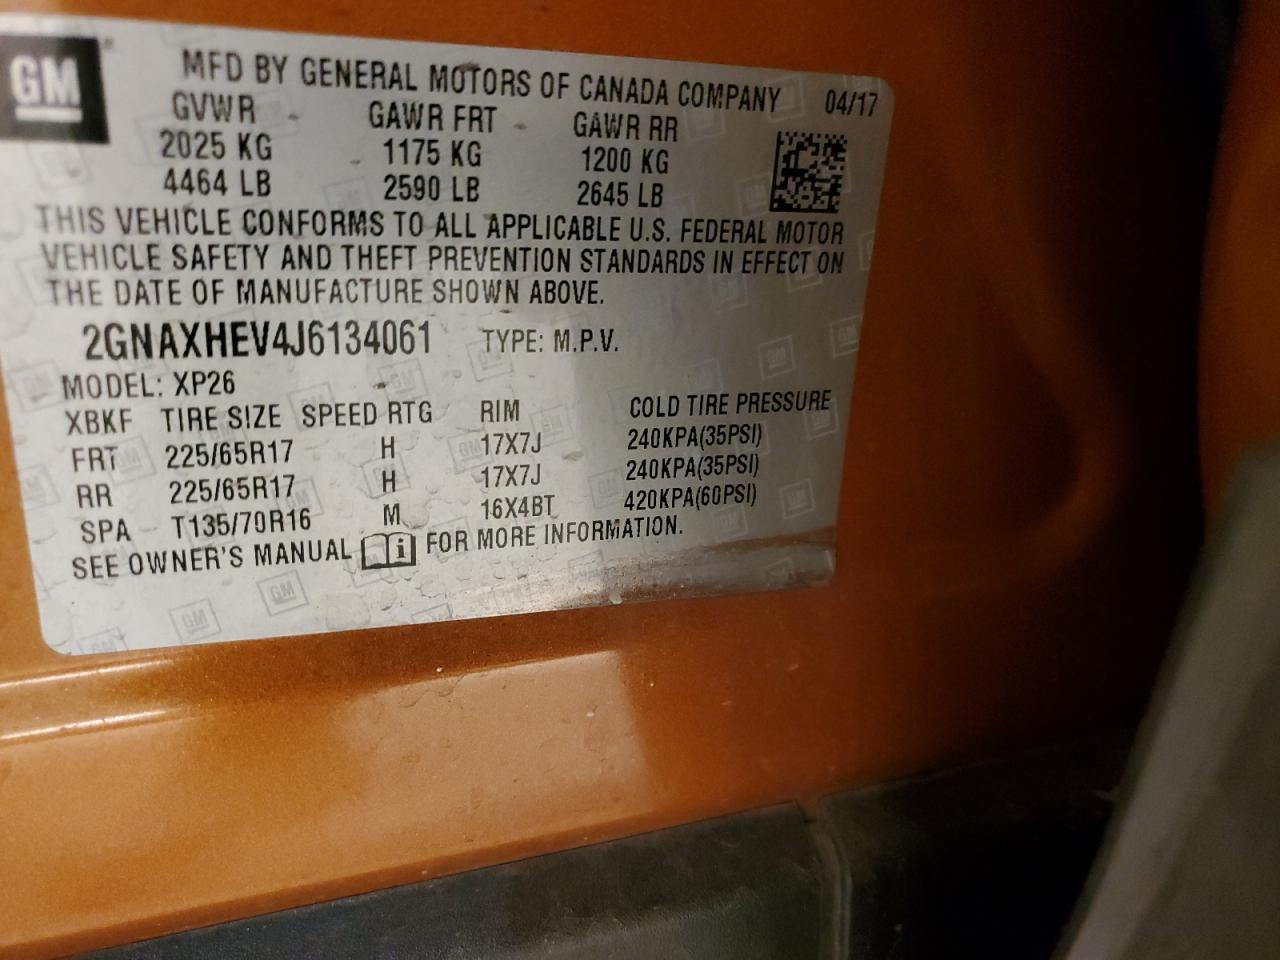 GM
MFD BY GENERAL MOTORS OF CANADA COMPANY 04/17
GVWR GAWR FRT GAWR RR
2025 KG 1175 KG 1200 KG
4464 LB 2590 LB 2645 LB
THIS VEHICLE CONFORMS TO ALL APPLICABLE U.S. FEDERAL MOTOR
VEHICLE SAFETY AND THEFT PREVENTION STANDARDS IN EFFECT ON
THE DATE OF MANUFACTURE SHOWN ABOVE.
2GNAXHEV4J6134061 TYPE: M.P.V.
MODEL: XP26
XBKF TIRE SIZE SPEED RTG RIM COLD TIRE PRESSURE
FRT 225/65R17 H 17X7J 240KPA(35PSI)
RR 225/65R17 H 17X7J 240KPA(35PSI)
SPA T135/70R16 M 16X4BT 420KPA(60PSI)
SEE OWNER'S MANUAL FOR MORE INFORMATION.